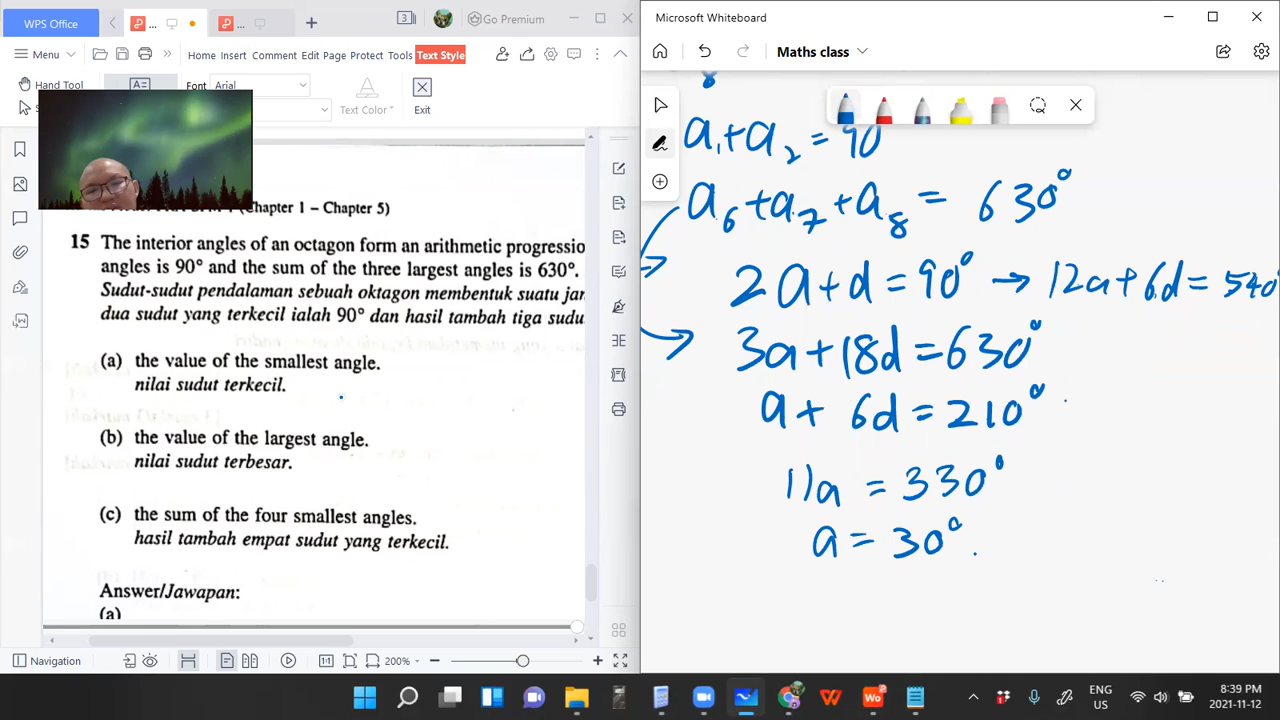 WPS Office
...
...
3
Go Premium
Menu
Home Insert Comment Edit Page Protect Tools Text Style
Hand Tool
Font Arial
Text Color
Exit
(Chapter 1 – Chapter 5)
15 The interior angles of an octagon form an arithmetic progressio
angles is 90° and the sum of the three largest angles is 630°.
Sudut-sudut pendalaman sebuah oktagon membentuk suatu jan
dua sudut yang terkecil ialah 90° dan hasil tambah tiga sudu
(a) the value of the smallest angle.
nilai sudut terkecil.
(b) the value of the largest angle.
nilai sudut terbesar.
(c) the sum of the four smallest angles.
hasil tambah empat sudut yang terkecil.
Answer/Jawapan:
(a)
Navigation
200%
Microsoft Whiteboard
Maths class
8
a₁+a₂ = 90
a₆+a₇+a₈ = 630°
2a+d = 90° → 12a+6d = 540°
3a+18d = 630°
a+ 6d = 210°
11a = 330°
a = 30°.
ENG
US
8:39 PM
2021-11-12